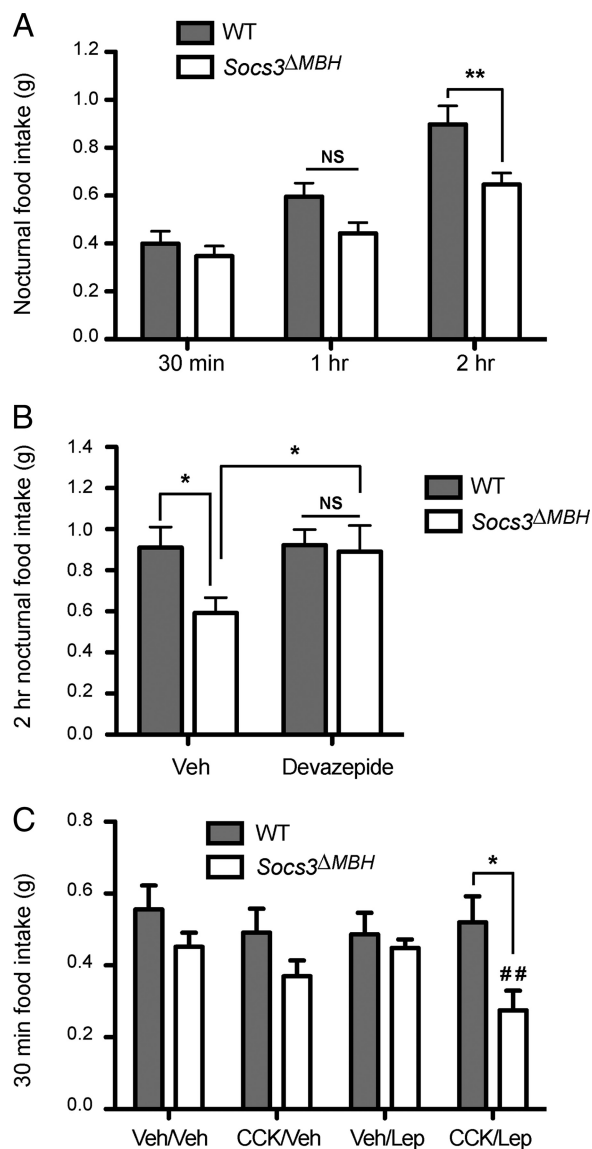 A
WT
Socs3ΔMBH
Nocturnal food intake (g)
1.2
1.0
0.8
0.6
0.4
0.2
0.0
NS
**
30 min 1 hr 2 hr
B
2 hr nocturnal food intake (g)
1.4
1.2
1.0
0.8
0.6
0.4
0.2
0.0
*
*
NS
WT
Socs3ΔMBH
Veh Devazepide
C
30 min food intake (g)
0.8
0.6
0.4
0.2
0.0
WT
Socs3ΔMBH
*
##
Veh/Veh CCK/Veh Veh/Lep CCK/Lep